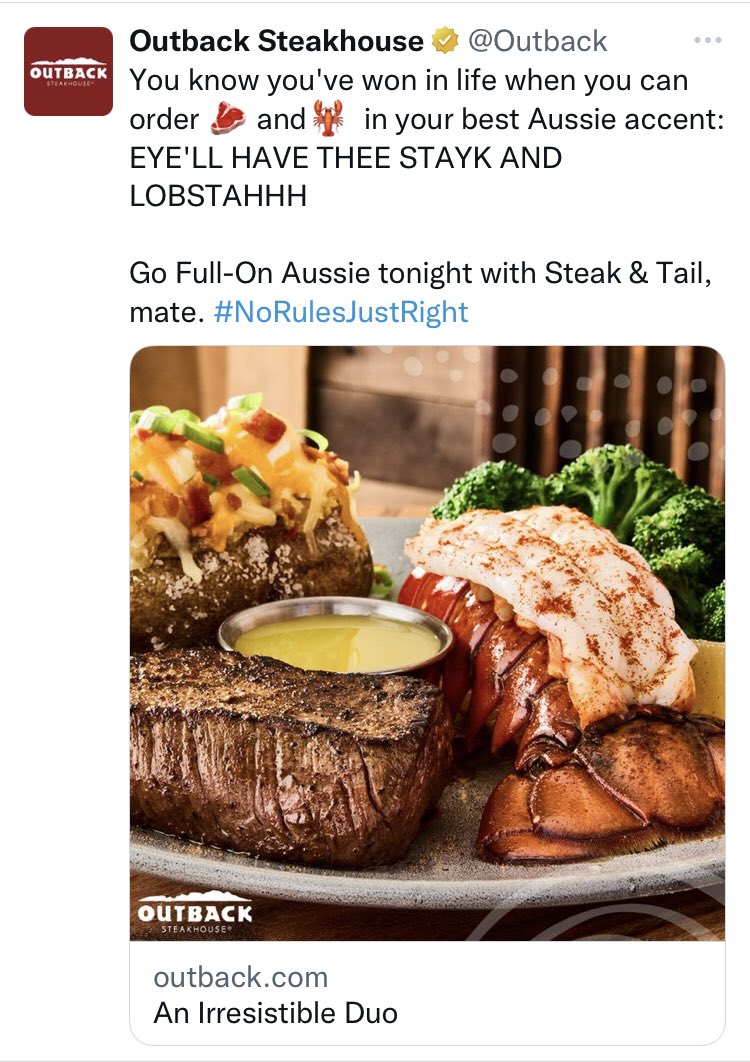 OUTBACK
STEAKHOUSE®
Outback Steakhouse @Outback
You know you've won in life when you can
order 🥩 and 🦞 in your best Aussie accent:
EYE'LL HAVE THEE STAYK AND
LOBSTAHHH
Go Full-On Aussie tonight with Steak & Tail,
mate. #NoRulesJustRight
OUTBACK
STEAKHOUSE®
outback.com
An Irresistible Duo